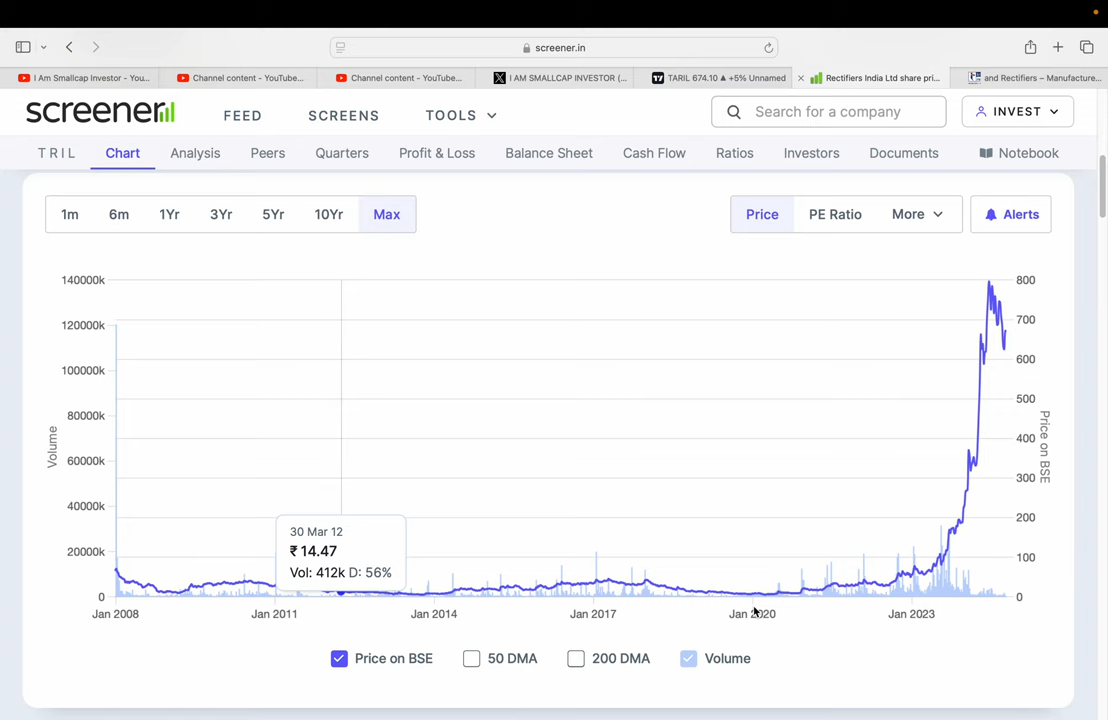 screener.in
I Am Smallcap Investor - You...
Channel content - YouTube...
Channel content - YouTube...
I AM SMALLCAP INVESTOR (...
TARIL 674.10 ▲ +5% Unnamed
Rectifiers India Ltd share pri...
and Rectifiers – Manufacture...
screener
FEED
SCREENS
TOOLS
Search for a company
INVEST
T R I L
Chart
Analysis
Peers
Quarters
Profit & Loss
Balance Sheet
Cash Flow
Ratios
Investors
Documents
Notebook
1m
6m
1Yr
3Yr
5Yr
10Yr
Max
Price
PE Ratio
More
Alerts
140000k
120000k
100000k
80000k
60000k
40000k
20000k
0
Volume
800
700
600
500
400
300
200
100
0
Price on BSE
30 Mar 12
₹ 14.47
Vol: 412k D: 56%
Jan 2008
Jan 2011
Jan 2014
Jan 2017
Jan 2020
Jan 2023
Price on BSE
50 DMA
200 DMA
Volume